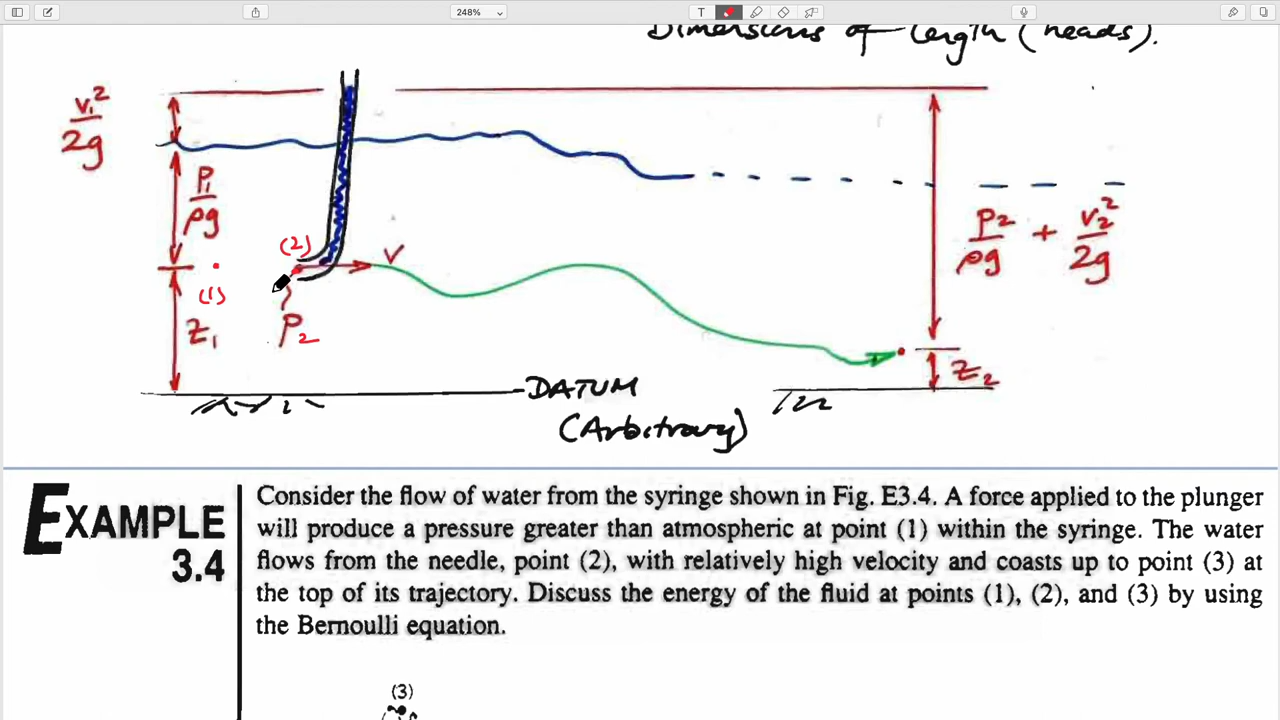 248%
T
Dimensions of length (heads).
v₁²
2g
P₁
ρg
(2)
V
(1)
Z₁
P₂
P₂ + v₂²
ρg 2g
Z₂
DATUM
(Arbitrary)
EXAMPLE
3.4
Consider the flow of water from the syringe shown in Fig. E3.4. A force applied to the plunger
will produce a pressure greater than atmospheric at point (1) within the syringe. The water
flows from the needle, point (2), with relatively high velocity and coasts up to point (3) at
the top of its trajectory. Discuss the energy of the fluid at points (1), (2), and (3) by using
the Bernoulli equation.
(3)